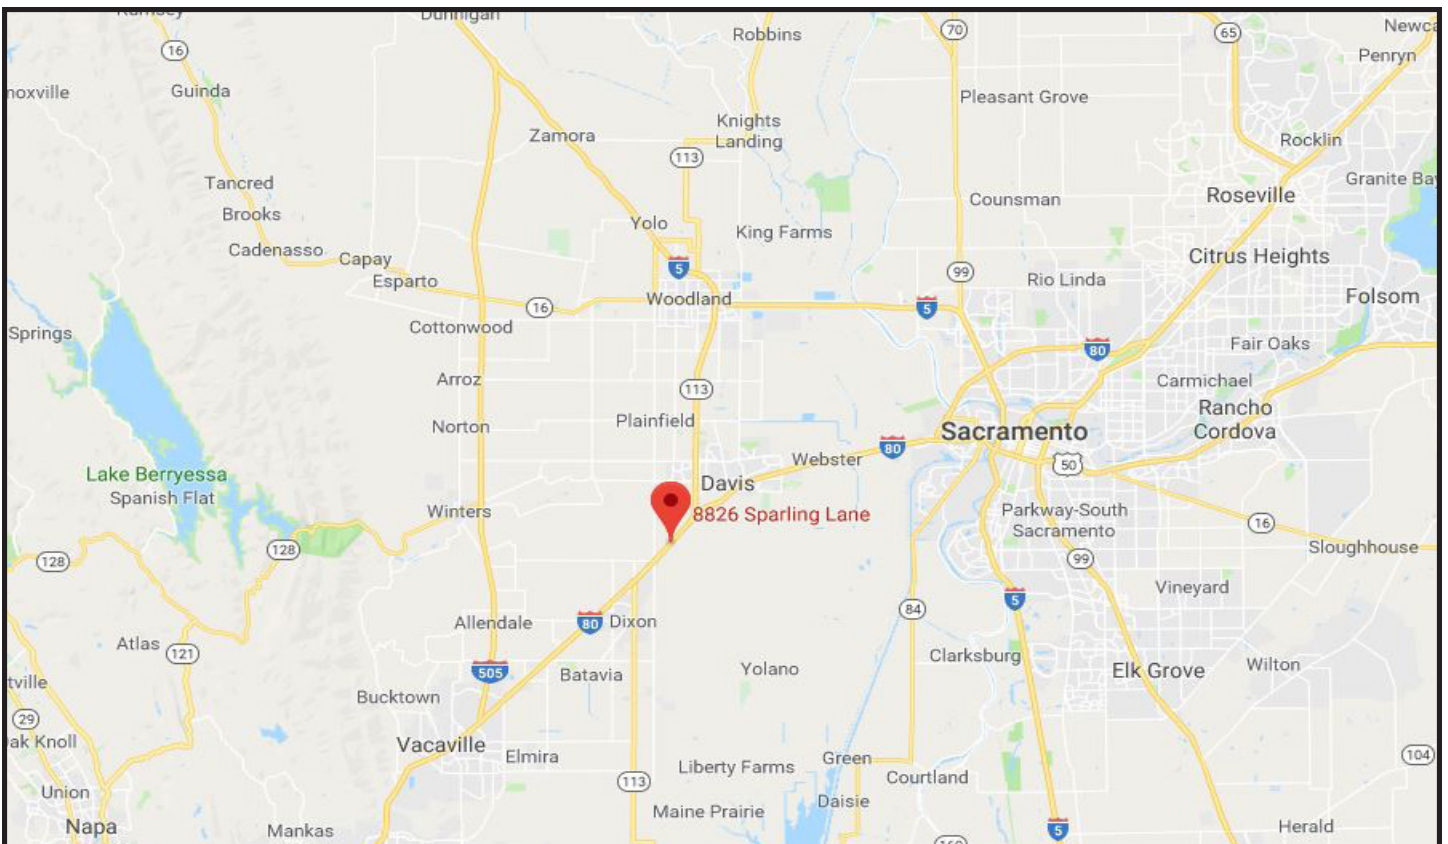 Dunnigan
Robbins
70
65
Newca
Penryn
16
noxville
Guinda
Pleasant Grove
Knights
Landing
Zamora
113
Rocklin
Granite Bay
Tancred
Brooks
Roseville
Counsman
Yolo
King Farms
Cadenasso
Capay
Esparto
5
99
Rio Linda
Citrus Heights
Folsom
Woodland
16
5
Springs
Cottonwood
80
Fair Oaks
Arroz
113
Carmichael
Rancho
Cordova
Norton
Plainfield
Sacramento
80
Webster
50
Lake Berryessa
Spanish Flat
Davis
Winters
8826 Sparling Lane
Parkway-South
Sacramento
16
128
128
99
Sloughhouse
Vineyard
5
84
Allendale
80
Dixon
Atlas
121
505
Batavia
Yolano
Clarksburg
Elk Grove
Wilton
tville
Bucktown
29
ak Knoll
Vacaville
Elmira
Liberty Farms
Green
Courtland
104
113
Union
Maine Prairie
Daisie
Napa
Mankas
5
Herald